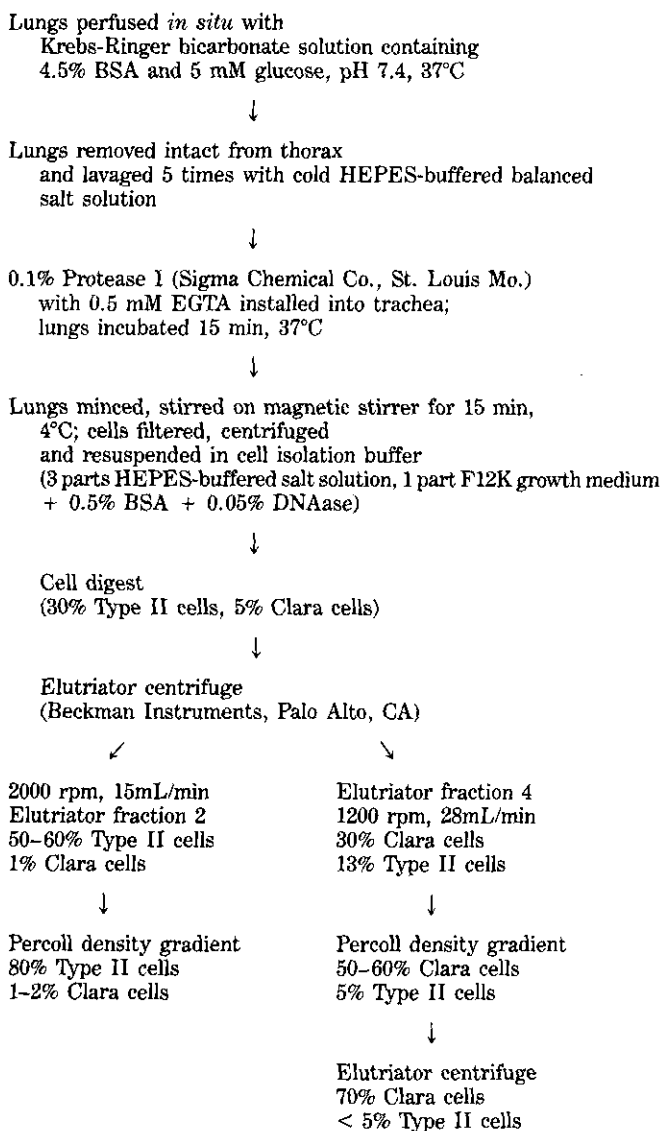 Lungs perfused in situ with
Krebs-Ringer bicarbonate solution containing
4.5% BSA and 5 mM glucose, pH 7.4, 37°C
↓
Lungs removed intact from thorax
and lavaged 5 times with cold HEPES-buffered balanced
salt solution
↓
0.1% Protease I (Sigma Chemical Co., St. Louis Mo.)
with 0.5 mM EGTA installed into trachea;
lungs incubated 15 min, 37°C
↓
Lungs minced, stirred on magnetic stirrer for 15 min,
4°C; cells filtered, centrifuged
and resuspended in cell isolation buffer
(3 parts HEPES-buffered salt solution, 1 part F12K growth medium
+ 0.5% BSA + 0.05% DNAase)
↓
Cell digest
(30% Type II cells, 5% Clara cells)
↓
Elutriator centrifuge
(Beckman Instruments, Palo Alto, CA)
↙ ↘
2000 rpm, 15mL/min
Elutriator fraction 2
50–60% Type II cells
1% Clara cells
↓
Percoll density gradient
80% Type II cells
1–2% Clara cells
Elutriator fraction 4
1200 rpm, 28mL/min
30% Clara cells
13% Type II cells
↓
Percoll density gradient
50–60% Clara cells
5% Type II cells
↓
Elutriator centrifuge
70% Clara cells
< 5% Type II cells